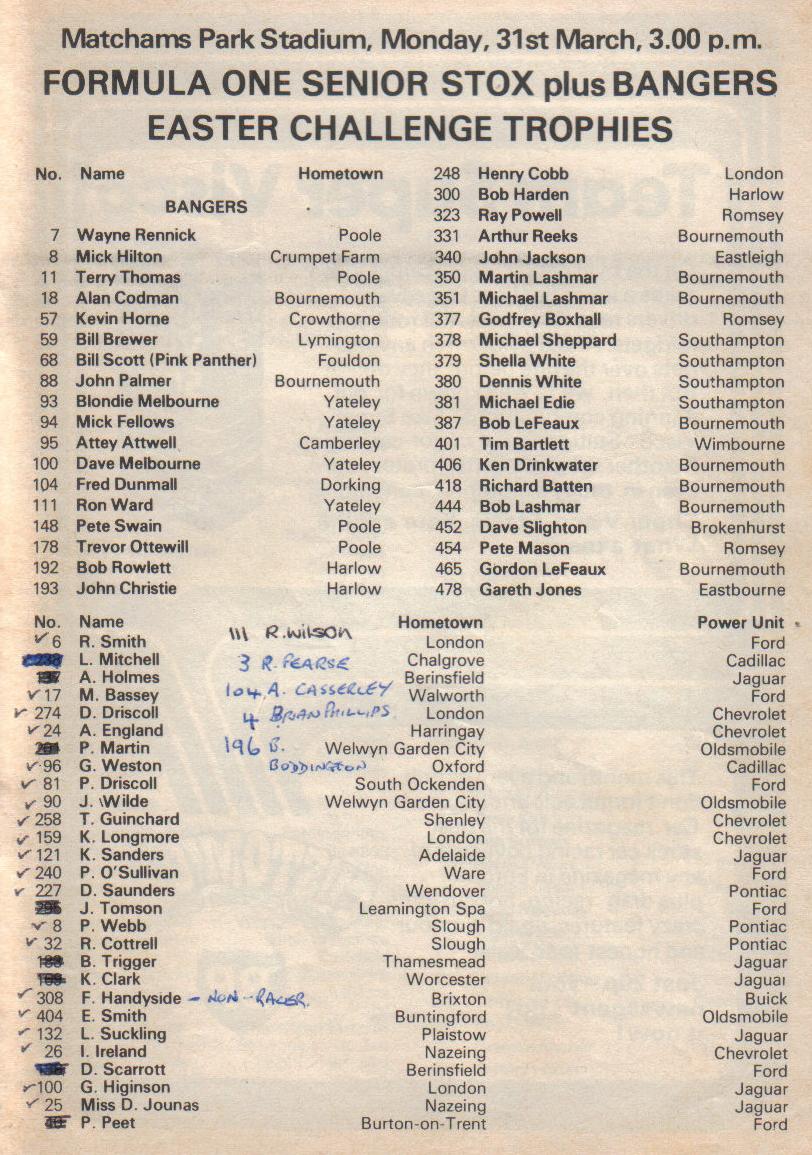 Matchams Park Stadium, Monday, 31st March, 3.00 p.m.
FORMULA ONE SENIOR STOX plus BANGERS
EASTER CHALLENGE TROPHIES
No. Name Hometown
BANGERS
7 Wayne Rennick Poole
8 Mick Hilton Crumpet Farm
11 Terry Thomas Poole
18 Alan Codman Bournemouth
57 Kevin Horne Crowthorne
59 Bill Brewer Lymington
68 Bill Scott (Pink Panther) Fouldon
88 John Palmer Bournemouth
93 Blondie Melbourne Yateley
94 Mick Fellows Yateley
95 Attey Attwell Camberley
100 Dave Melbourne Yateley
104 Fred Dunmall Dorking
111 Ron Ward Yateley
148 Pete Swain Poole
178 Trevor Ottewill Poole
192 Bob Rowlett Harlow
193 John Christie Harlow
248 Henry Cobb London
300 Bob Harden Harlow
323 Ray Powell Romsey
331 Arthur Reeks Bournemouth
340 John Jackson Eastleigh
350 Martin Lashmar Bournemouth
351 Michael Lashmar Bournemouth
377 Godfrey Boxhall Romsey
378 Michael Sheppard Southampton
379 Shella White Southampton
380 Dennis White Southampton
381 Michael Edie Southampton
387 Bob LeFeaux Bournemouth
401 Tim Bartlett Wimbourne
406 Ken Drinkwater Bournemouth
418 Richard Batten Bournemouth
444 Bob Lashmar Bournemouth
452 Dave Slighton Brokenhurst
454 Pete Mason Romsey
465 Gordon LeFeaux Bournemouth
478 Gareth Jones Eastbourne
No. Name Hometown Power Unit
6 R. Smith London Ford
L. Mitchell Chalgrove Cadillac
A. Holmes Berinsfield Jaguar
17 M. Bassey Walworth Ford
274 D. Driscoll London Chevrolet
24 A. England Harringay Chevrolet
P. Martin Welwyn Garden City Oldsmobile
96 G. Weston Oxford Cadillac
81 P. Driscoll South Ockenden Ford
90 J. Wilde Welwyn Garden City Oldsmobile
258 T. Guinchard Shenley Chevrolet
159 K. Longmore London Chevrolet
121 K. Sanders Adelaide Jaguar
240 P. O'Sullivan Ware Ford
227 D. Saunders Wendover Pontiac
J. Tomson Leamington Spa Ford
8 P. Webb Slough Pontiac
32 R. Cottrell Slough Pontiac
B. Trigger Thamesmead Jaguar
K. Clark Worcester Jaguar
308 F. Handyside - NON-RACER. Brixton Buick
404 E. Smith Buntingford Oldsmobile
132 L. Suckling Plaistow Jaguar
26 I. Ireland Nazeing Chevrolet
D. Scarrott Berinsfield Ford
100 G. Higinson London Jaguar
25 Miss D. Jounas Nazeing Jaguar
P. Peet Burton-on-Trent Ford
111 R. WILSON
3 R. PEARSE
104 A. CASSERLEY
4 BRIAN PHILLIPS.
196 B.
BODDINGTON